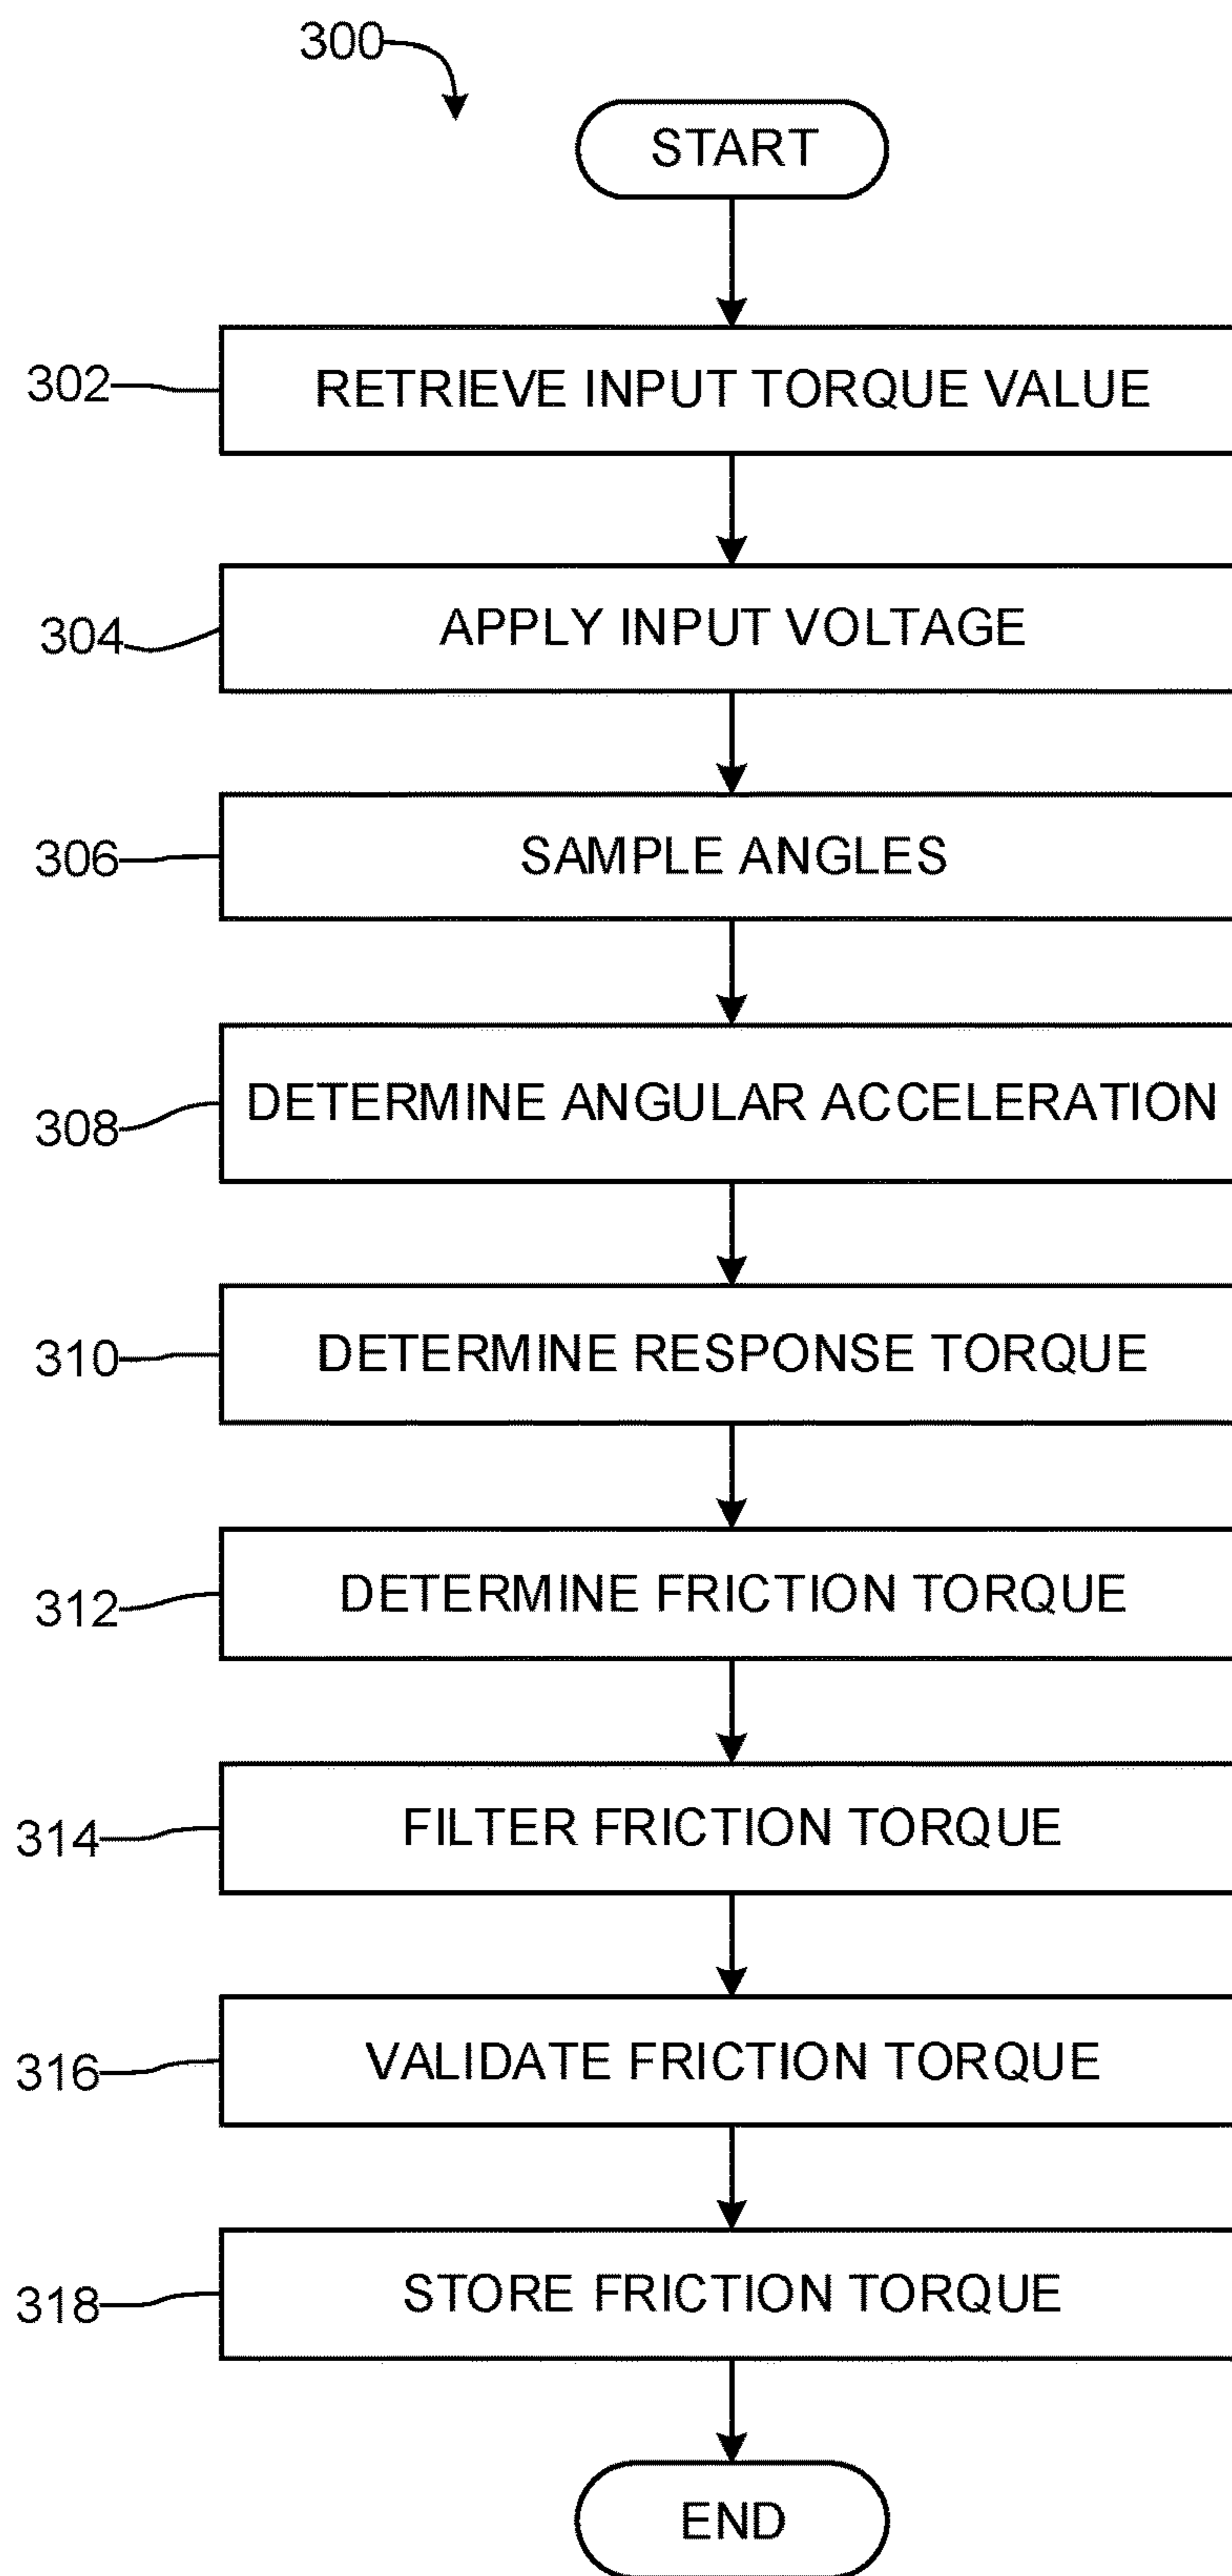 300
START
302 RETRIEVE INPUT TORQUE VALUE
304 APPLY INPUT VOLTAGE
306 SAMPLE ANGLES
308 DETERMINE ANGULAR ACCELERATION
310 DETERMINE RESPONSE TORQUE
312 DETERMINE FRICTION TORQUE
314 FILTER FRICTION TORQUE
316 VALIDATE FRICTION TORQUE
318 STORE FRICTION TORQUE
END